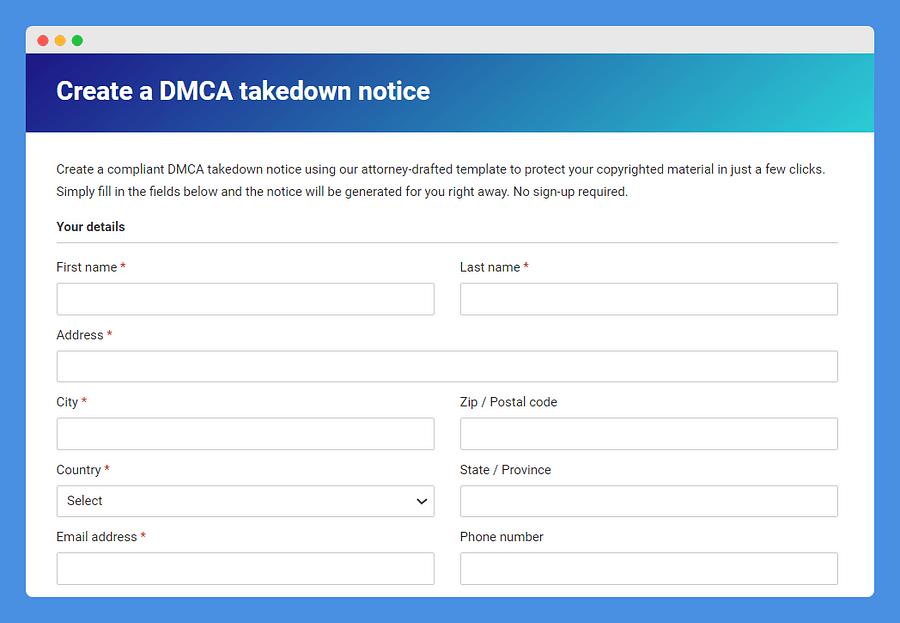 Create a DMCA takedown notice
Create a compliant DMCA takedown notice using our attorney-drafted template to protect your copyrighted material in just a few clicks.
Simply fill in the fields below and the notice will be generated for you right away. No sign-up required.
Your details
First name *
Last name *
Address *
City *
Zip / Postal code
Country *
State / Province
Select
Email address *
Phone number